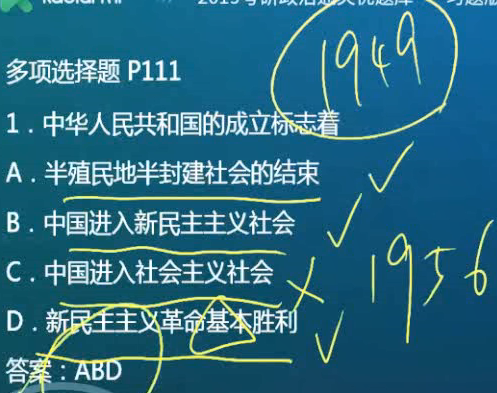 1949
多项选择题 P111
1．中华人民共和国的成立标志着
A．半殖民地半封建社会的结束
B．中国进入新民主主义社会
C．中国进入社会主义社会
1956
D．新民主主义革命基本胜利
答案：ABD